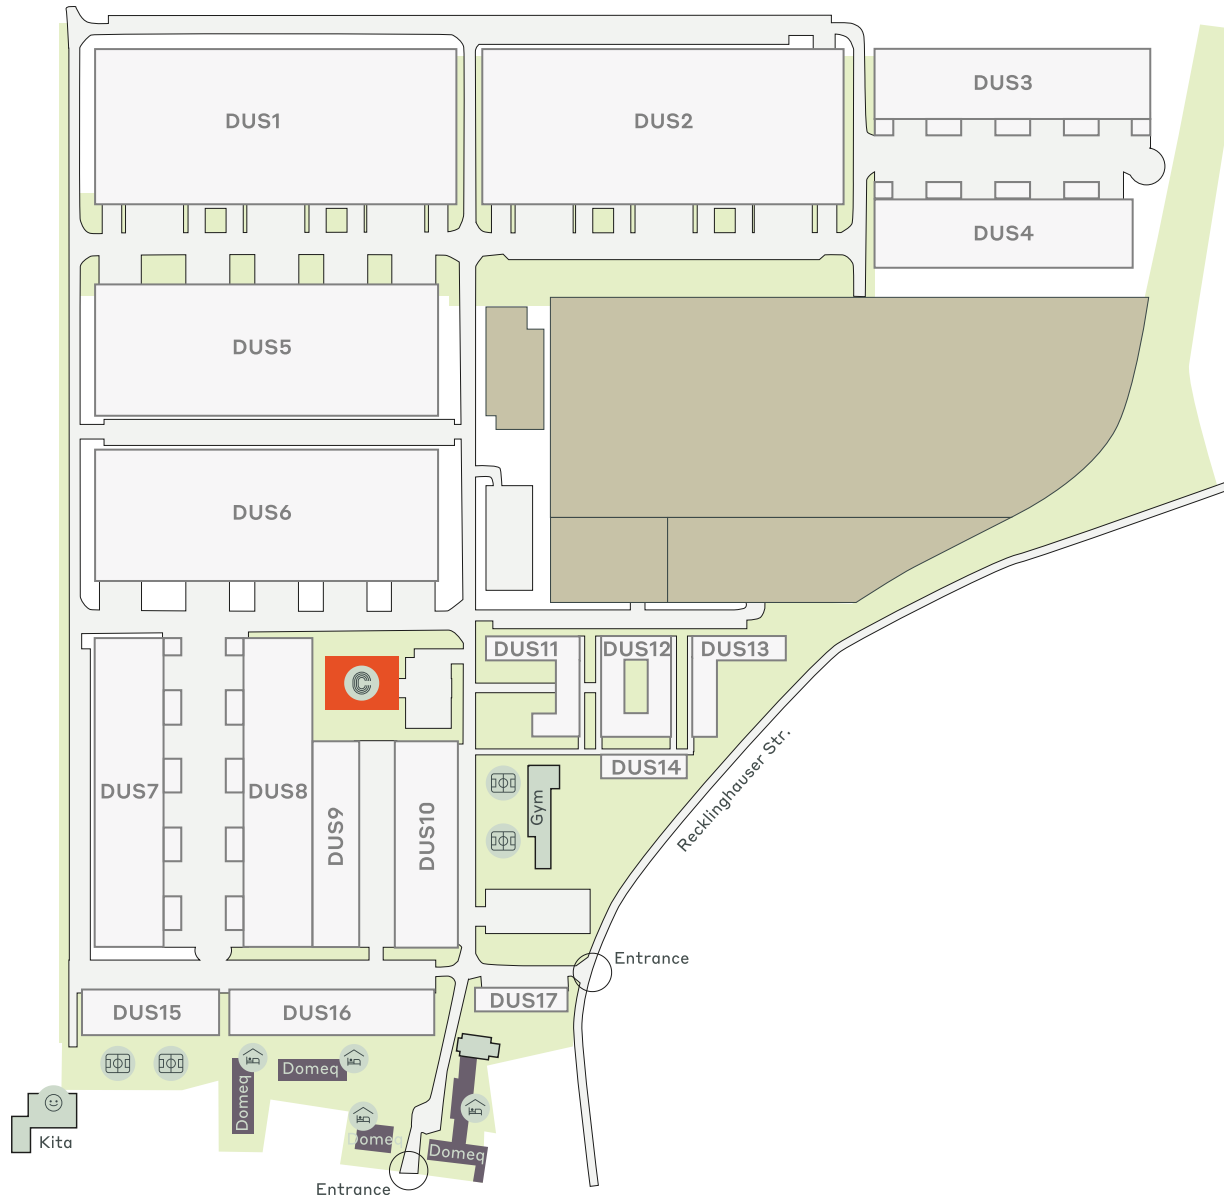 DUS3
DUS1
DUS2
DUS4
DUS5
DUS6
DUS11
DUS12
DUS13
DUS14
DUS7
DUS8
DUS9
DUS10
Gym
Recklinghauser Str.
Entrance
DUS17
DUS15
DUS16
Domeq
Domeq
Domeq
Domeq
Kita
Entrance